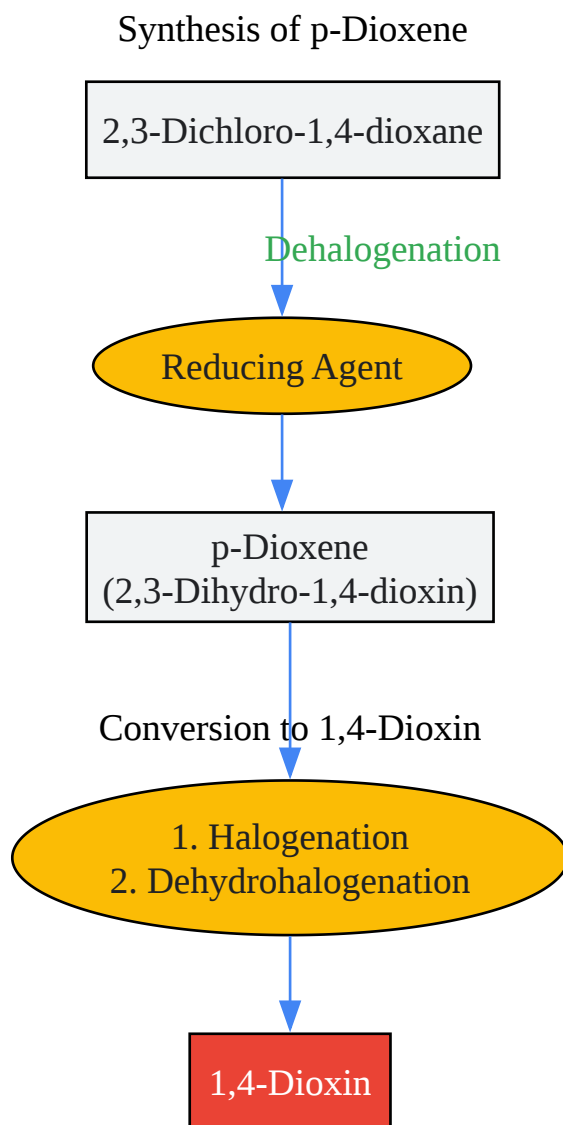 Synthesis of p-Dioxene
2,3-Dichloro-1,4-dioxane
Dehalogenation
Reducing Agent
p-Dioxene
(2,3-Dihydro-1,4-dioxin)
Conversion to 1,4-Dioxin
1. Halogenation
2. Dehydrohalogenation
1,4-Dioxin